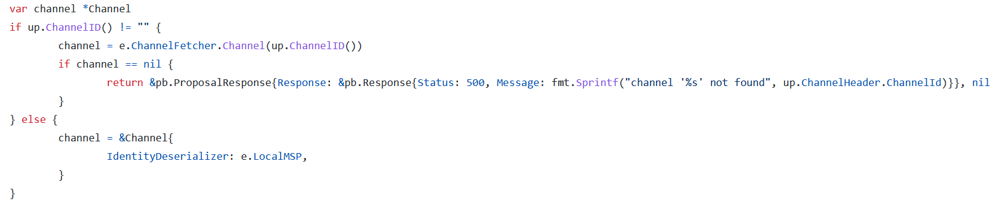 var channel *Channel
if up.ChannelID() != "" {
        channel = e.ChannelFetcher.Channel(up.ChannelID())
        if channel == nil {
                return &pb.ProposalResponse{Response: &pb.Response{Status: 500, Message: fmt.Sprintf("channel '%s' not found", up.ChannelHeader.ChannelId)}}, nil
        }
} else {
        channel = &Channel{
                IdentityDeserializer: e.LocalMSP,
        }
}